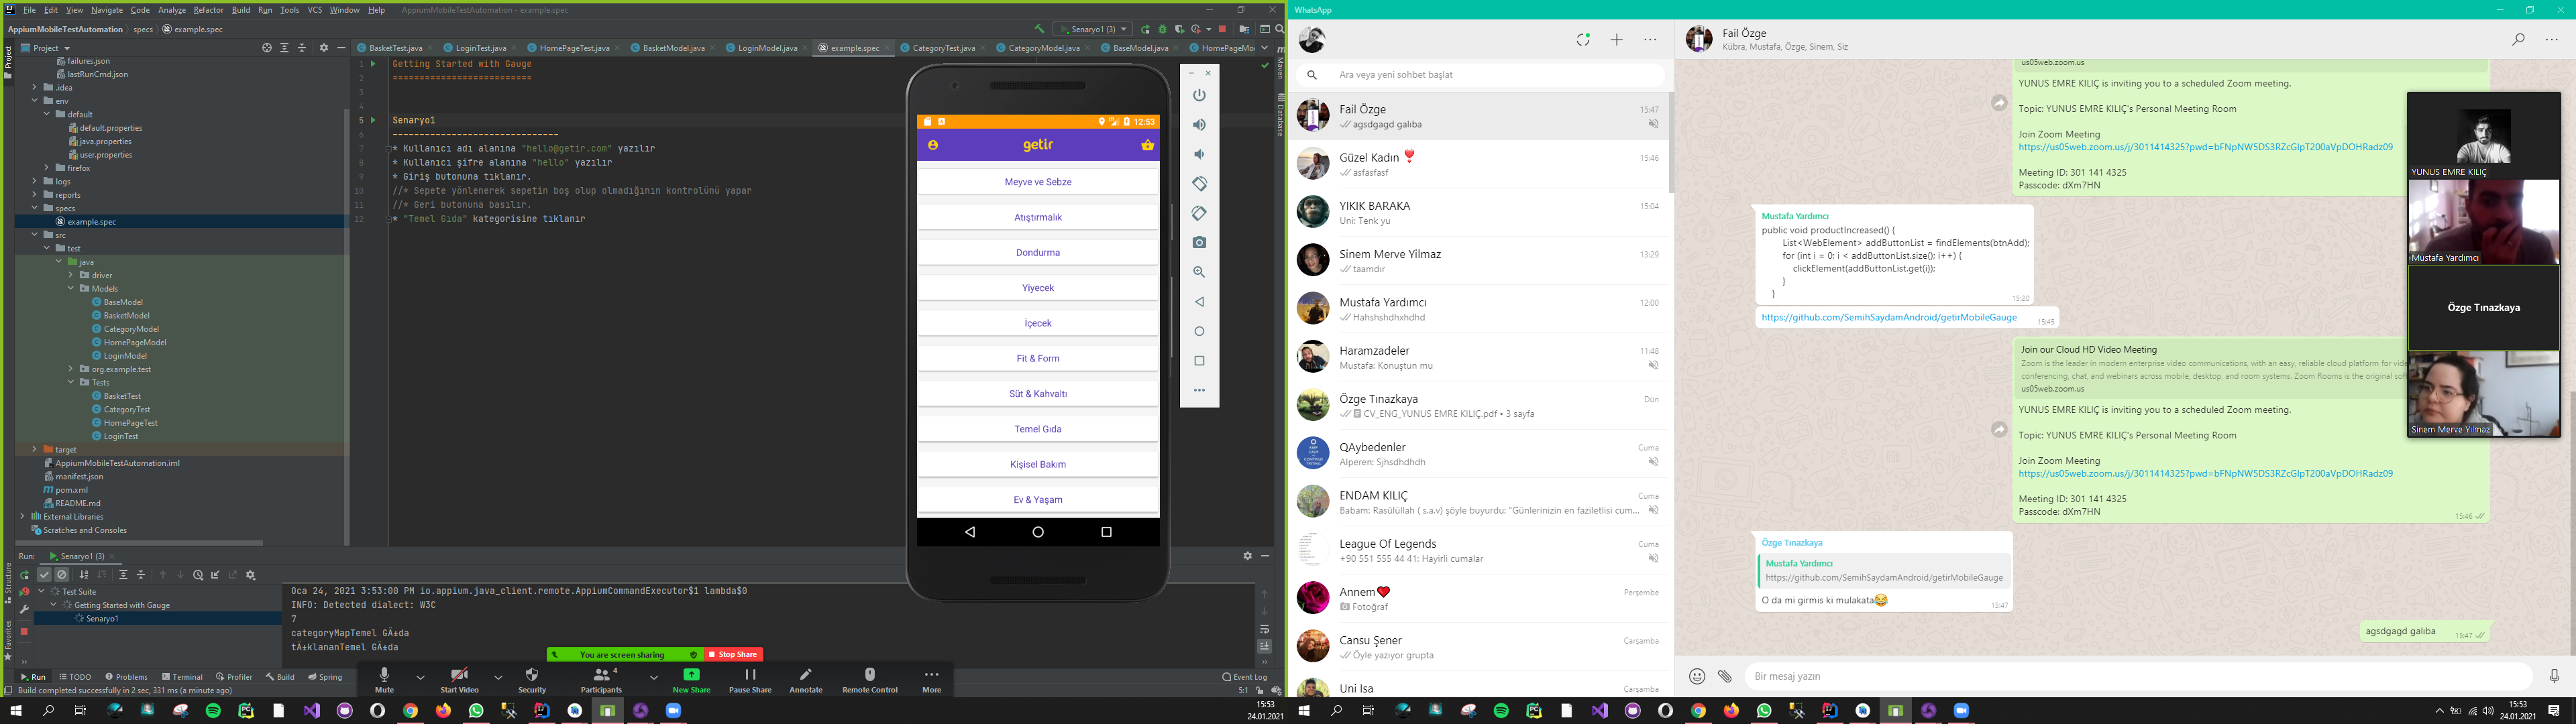 File Edit View Navigate Code Analyze Refactor Build Run Tools VCS Window Help AppiumMobileTestAutomation - example.spec
AppiumMobileTestAutomation specs example.spec
Senaryo1 (3)
Project
BasketTest.java LoginTest.java HomePageTest.java BasketModel.java LoginModel.java example.spec CategoryTest.java CategoryModel.java BaseModel.java HomePageMo
Project
Structure
Favorites
Maven
Database
failures.json
lastRunCmd.json
.idea
env
default
default.properties
java.properties
user.properties
firefox
logs
reports
specs
example.spec
src
test
java
driver
Models
BaseModel
BasketModel
CategoryModel
HomePageModel
LoginModel
org.example.test
Tests
BasketTest
CategoryTest
HomePageTest
LoginTest
target
AppiumMobileTestAutomation.iml
manifest.json
pom.xml
README.md
External Libraries
Scratches and Consoles
1 Getting Started with Gauge
2 ==========================
3
4
5 Senaryo1
6 -------------------------------
7 * Kullanıcı adı alanına "hello@getir.com" yazılır
8 * Kullanıcı şifre alanına "hello" yazılır
9 * Giriş butonuna tıklanır.
10 //* Sepete yönlenerek sepetin boş olup olmadığının kontrolünü yapar
11 //* Geri butonuna basılır.
12 * "Temel Gıda" kategorisine tıklanır
12:53
getir
Meyve ve Sebze
Atıştırmalık
Dondurma
Yiyecek
İçecek
Fit & Form
Süt & Kahvaltı
Temel Gıda
Kişisel Bakım
Ev & Yaşam
Run: Senaryo1 (3)
Test Suite
Getting Started with Gauge
Senaryo1
Oca 24, 2021 3:53:00 PM io.appium.java_client.remote.AppiumCommandExecutor$1 lambda$0
INFO: Detected dialect: W3C
7
categoryMapTemel GÄ±da
tÄ±klananTemel GÄ±da
You are screen sharing Stop Share
Mute Start Video Security Participants 4 New Share Pause Share Annotate Remote Control More
Run TODO Problems Terminal Profiler Build Spring Event Log
Build completed successfully in 2 sec, 331 ms (a minute ago) 5:1
15:53
24.01.2021
WhatsApp
Ara veya yeni sohbet başlat
Fail Özge 15:47
agsdgagd galıba
Güzel Kadın ❣ 15:46
asfasfasf
YIKIK BARAKA 15:04
Uni: Tenk yu
Sinem Merve Yilmaz 13:29
taamdır
Mustafa Yardımcı 12:00
Hahshsdhxhdhd
Haramzadeler 11:48
Mustafa: Konuştun mu
Özge Tınazkaya Dün
CV_ENG_YUNUS EMRE KILIÇ.pdf • 3 sayfa
QAybedenler Cuma
Alperen: Sjhsdhdhdh
ENDAM KILIÇ Cuma
Babam: Rasûlüllah ( s.a.v) şöyle buyurdu: "Günlerinizin en faziletlisi cum...
League Of Legends Cuma
+90 551 555 44 41: Hayirli cumalar
Annem❤ Perşembe
Fotoğraf
Cansu Şener Çarşamba
Öyle yazıyor grupta
Uni Isa Çarşamba
Fail Özge
Kübra, Mustafa, Özge, Sinem, Siz
us05web.zoom.us
YUNUS EMRE KILIÇ is inviting you to a scheduled Zoom meeting.
Topic: YUNUS EMRE KILIÇ's Personal Meeting Room
Join Zoom Meeting
https://us05web.zoom.us/j/3011414325?pwd=bFNpNW5DS3RZcGlpT200aVpDOHRadz09
Meeting ID: 301 141 4325
Passcode: dXm7HN
Mustafa Yardımcı
public void productIncreased() {
List<WebElement> addButtonList = findElements(btnAdd);
for (int i = 0; i < addButtonList.size(); i++) {
clickElement(addButtonList.get(i));
}
}
15:20
https://github.com/SemihSaydamAndroid/getirMobileGauge 15:45
Join our Cloud HD Video Meeting
Zoom is the leader in modern enterprise video communications, with an easy, reliable cloud platform for
conferencing, chat, and webinars across mobile, desktop, and room systems. Zoom Rooms is the original
us05web.zoom.us
YUNUS EMRE KILIÇ is inviting you to a scheduled Zoom meeting.
Topic: YUNUS EMRE KILIÇ's Personal Meeting Room
Join Zoom Meeting
https://us05web.zoom.us/j/3011414325?pwd=bFNpNW5DS3RZcGlpT200aVpDOHRadz09
Meeting ID: 301 141 4325
Passcode: dXm7HN
15:46
Özge Tınazkaya
Mustafa Yardımcı
https://github.com/SemihSaydamAndroid/getirMobileGauge
O da mi girmis ki mulakata😂
15:47
agsdgagd galıba 15:47
Bir mesaj yazın
YUNUS EMRE KILIÇ
Mustafa Yardımcı
Özge Tınazkaya
Sinem Merve Yılmaz
15:53
24.01.2021